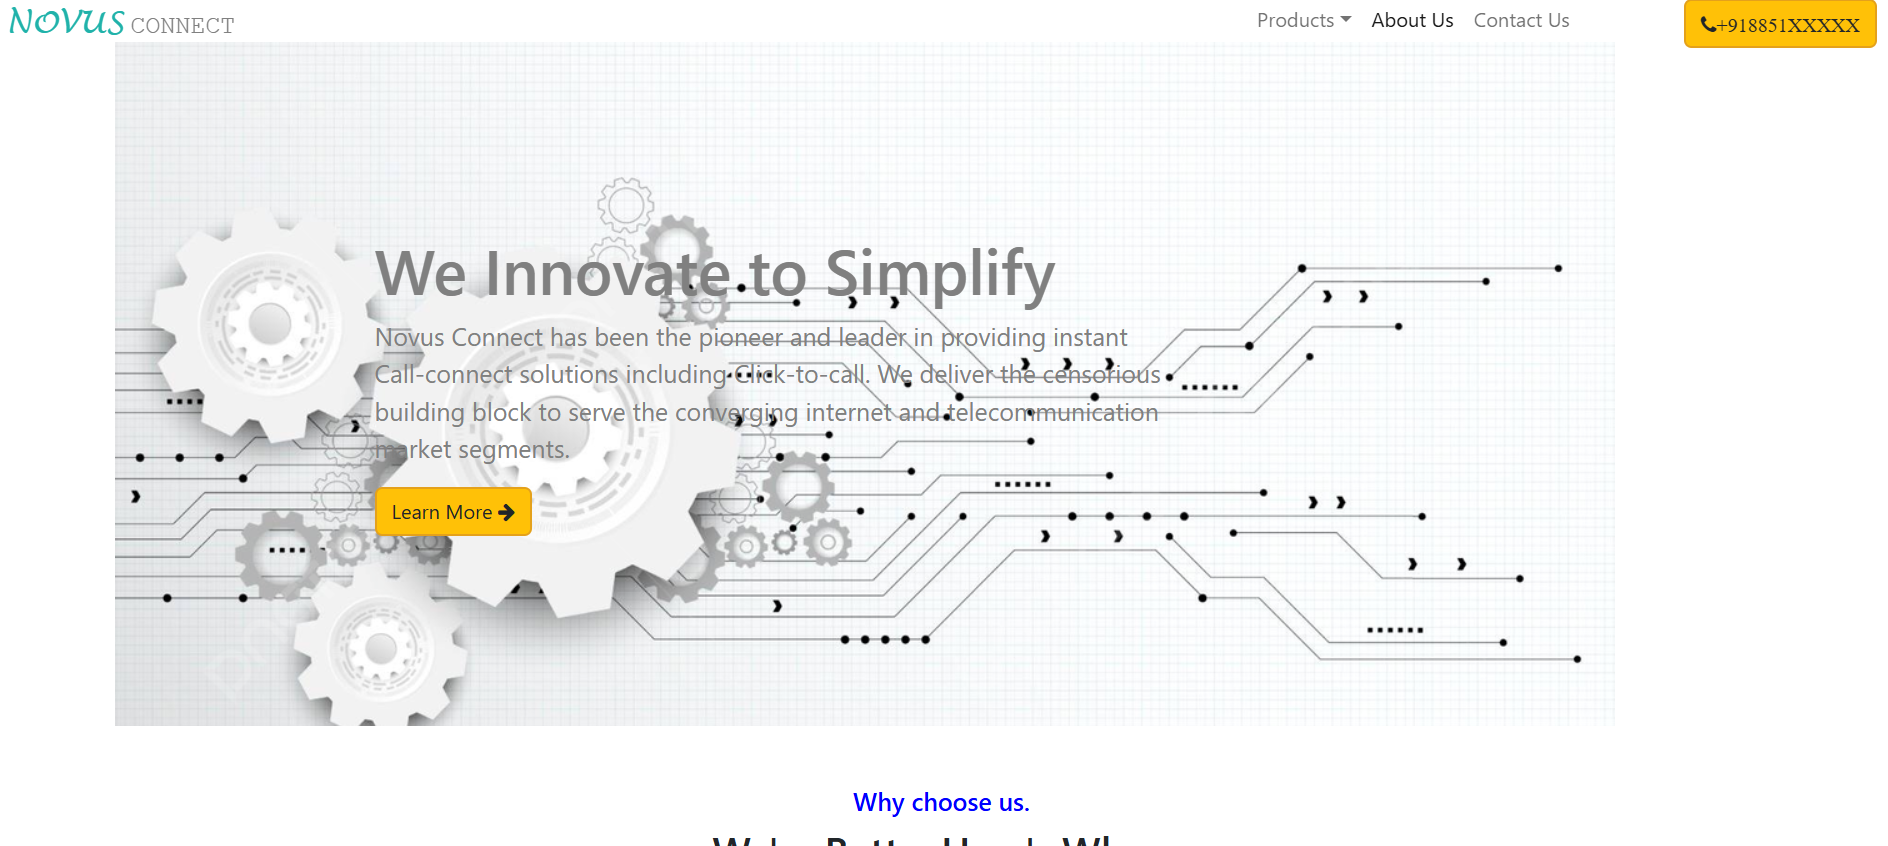 NOVUS CONNECT
Products
About Us
Contact Us
+918851XXXXX
We Innovate to Simplify
Novus Connect has been the pioneer and leader in providing instant
Call-connect solutions including Click-to-call. We deliver the censorious
building block to serve the converging internet and telecommunication
market segments.
Learn More
Why choose us.